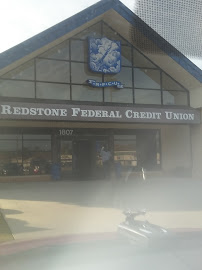 REDSTONE FEDERAL CREDIT UNION
1807